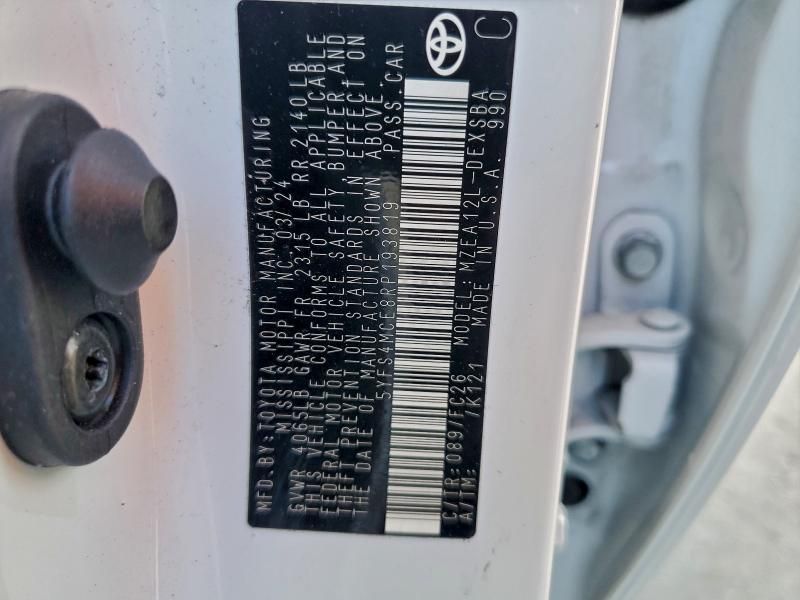 MFD. BY: TOYOTA MOTOR MANUFACTURING
MISSISSIPPI INC. 03/24
GVWR 4065LB GAWR FR 2315 LB RR 2140 LB
THIS VEHICLE CONFORMS TO ALL APPLICABLE
FEDERAL MOTOR VEHICLE SAFETY, BUMPER AND
THEFT PREVENTION STANDARDS IN EFFECT ON
THE DATE OF MANUFACTURE SHOWN ABOVE.
5YFS4MCE8RP193819 PASS. CAR
C/TR: 089/FC26 MODEL: MZEA12L-DEXSBA
A/TM: /K121 MADE IN U.S.A. 990
C